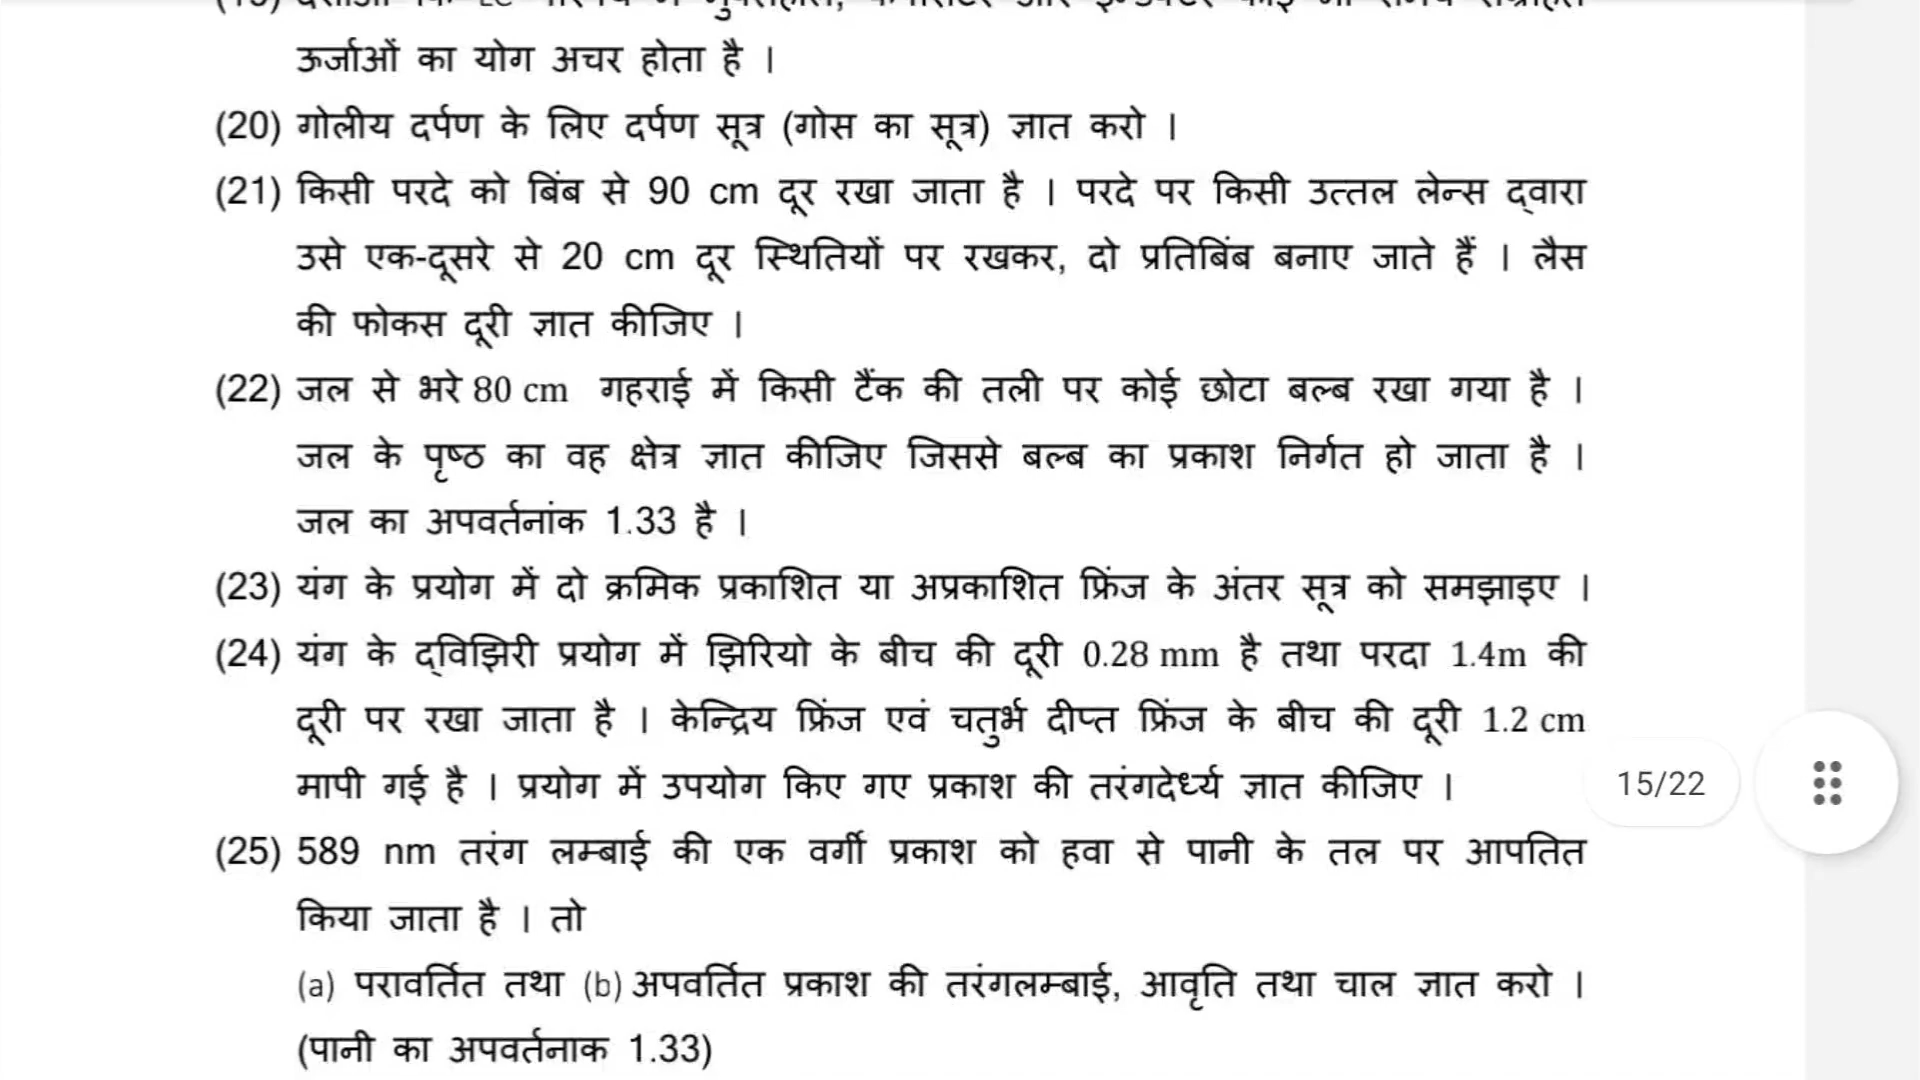 ऊर्जाओं का योग अचर होता है ।
(20) गोलीय दर्पण के लिए दर्पण सूत्र (गोस का सूत्र) ज्ञात करो ।
(21) किसी परदे को बिंब से 90 cm दूर रखा जाता है । परदे पर किसी उत्तल लेन्स द्वारा
उसे एक-दूसरे से 20 cm दूर स्थितियों पर रखकर, दो प्रतिबिंब बनाए जाते हैं । लैस
की फोकस दूरी ज्ञात कीजिए ।
(22) जल से भरे 80 cm गहराई में किसी टैंक की तली पर कोई छोटा बल्ब रखा गया है ।
जल के पृष्ठ का वह क्षेत्र ज्ञात कीजिए जिससे बल्ब का प्रकाश निर्गत हो जाता है ।
जल का अपवर्तनांक 1.33 है ।
(23) यंग के प्रयोग में दो क्रमिक प्रकाशित या अप्रकाशित फ्रिंज के अंतर सूत्र को समझाइए ।
(24) यंग के द्विझिरी प्रयोग में झिरियो के बीच की दूरी 0.28 mm है तथा परदा 1.4m की
दूरी पर रखा जाता है । केन्द्रिय फ्रिंज एवं चतुर्भ दीप्त फ्रिंज के बीच की दूरी 1.2 cm
मापी गई है । प्रयोग में उपयोग किए गए प्रकाश की तरंगदेर्ध्य ज्ञात कीजिए ।
15/22
(25) 589 nm तरंग लम्बाई की एक वर्गी प्रकाश को हवा से पानी के तल पर आपतित
किया जाता है । तो
(a) परावर्तित तथा (b) अपवर्तित प्रकाश की तरंगलम्बाई, आवृति तथा चाल ज्ञात करो ।
(पानी का अपवर्तनाक 1.33)